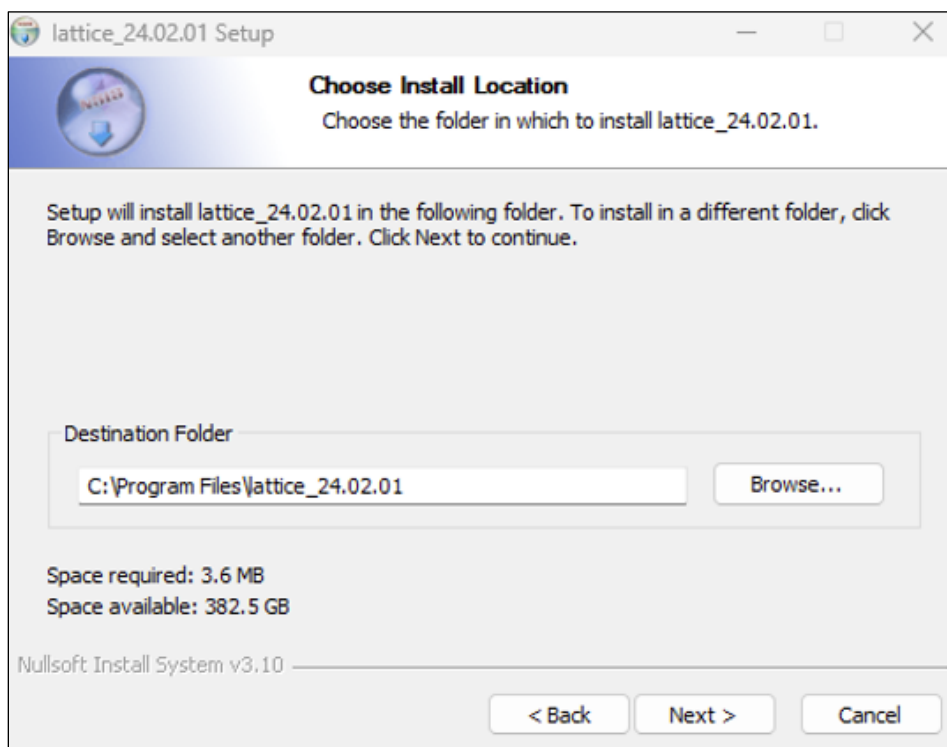 lattice_24.02.01 Setup
Choose Install Location
Choose the folder in which to install lattice_24.02.01.
Setup will install lattice_24.02.01 in the following folder. To install in a different folder, click
Browse and select another folder. Click Next to continue.
Destination Folder
C:\Program Files\lattice_24.02.01
Browse...
Space required: 3.6 MB
Space available: 382.5 GB
Nullsoft Install System v3.10
< Back
Next >
Cancel